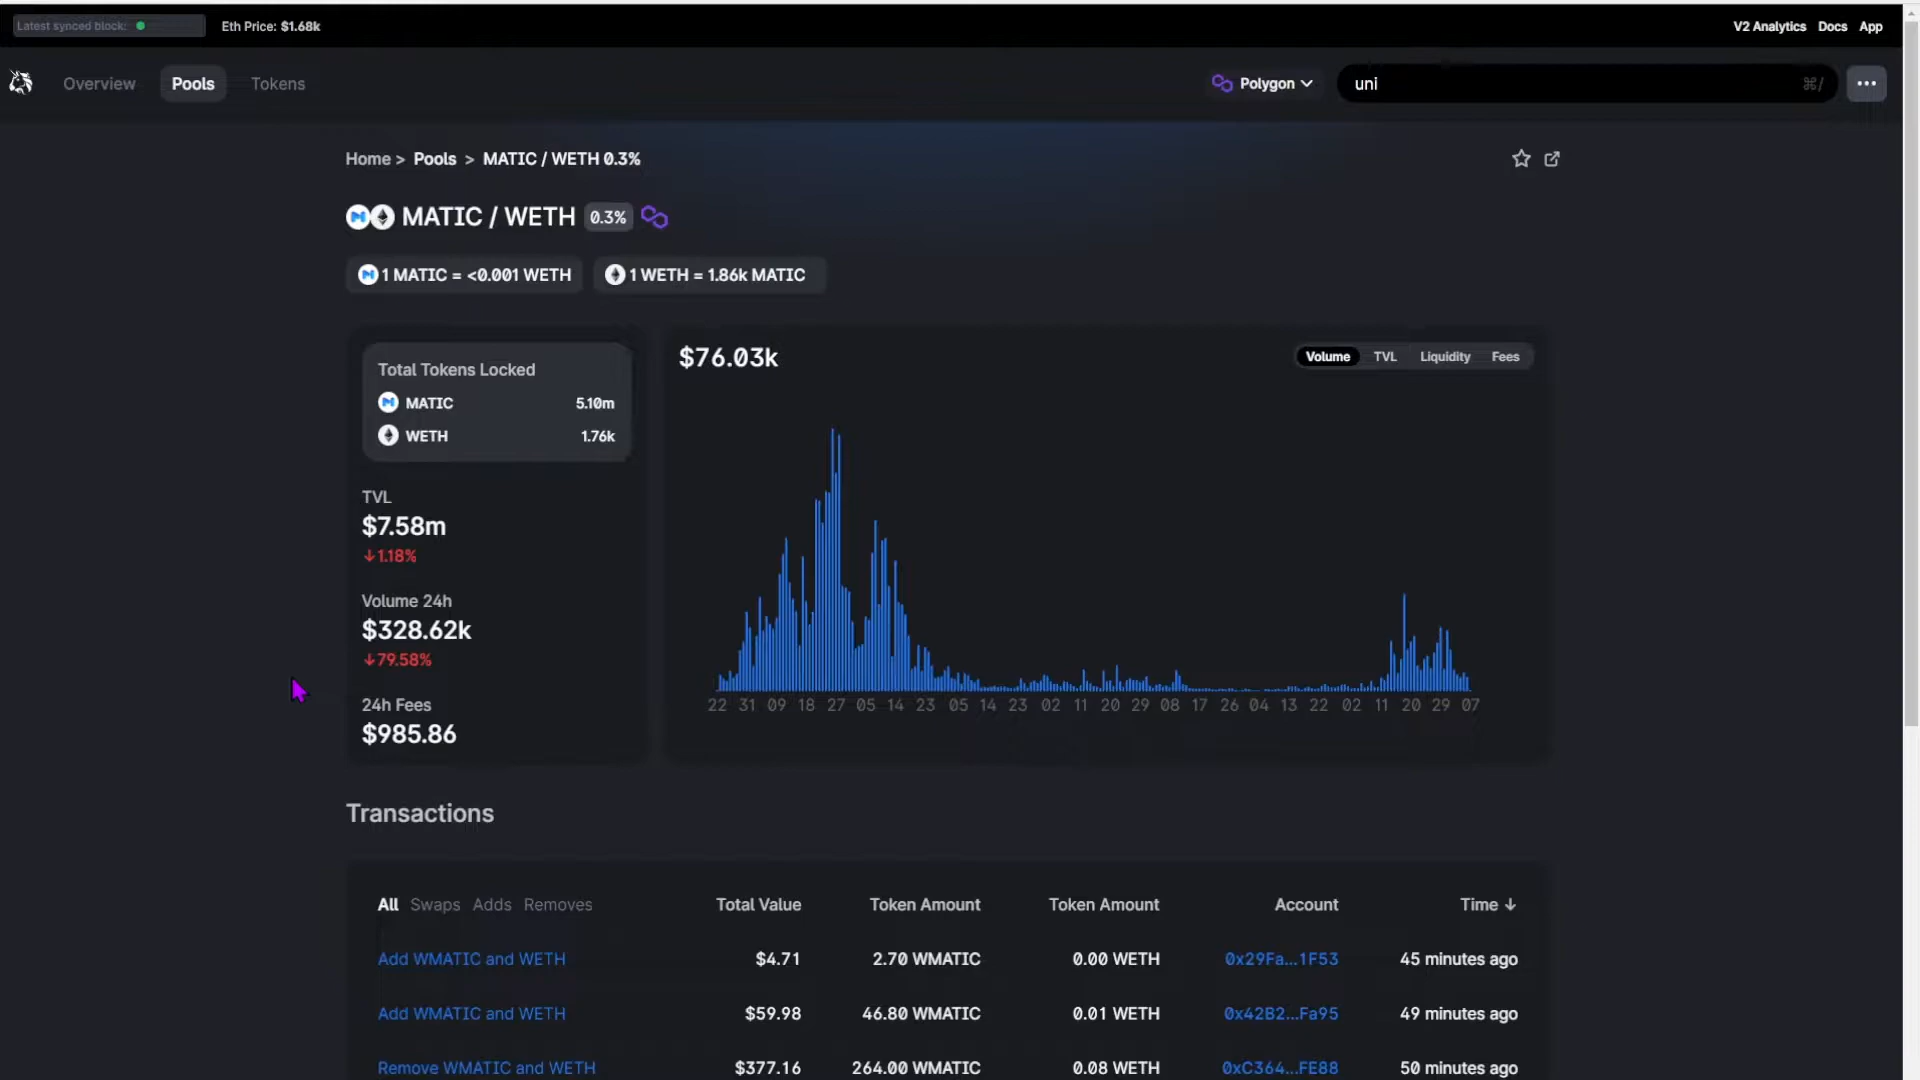 Latest synced block: Eth Price: $1.68k V2 Analytics Docs App
Overview Pools Tokens Polygon uni ⌘/
Home > Pools > MATIC / WETH 0.3%
MATIC / WETH 0.3%
1 MATIC = <0.001 WETH 1 WETH = 1.86k MATIC
Total Tokens Locked
MATIC 5.10m
WETH 1.76k
TVL
$7.58m
↓1.18%
Volume 24h
$328.62k
↓79.58%
24h Fees
$985.86
$76.03k Volume TVL Liquidity Fees
22 31 09 18 27 05 14 23 05 14 23 02 11 20 29 08 17 26 04 13 22 02 11 20 29 07
Transactions
All Swaps Adds Removes Total Value Token Amount Token Amount Account Time ↓
Add WMATIC and WETH $4.71 2.70 WMATIC 0.00 WETH 0x29Fa...1F53 45 minutes ago
Add WMATIC and WETH $59.98 46.80 WMATIC 0.01 WETH 0x42B2...Fa95 49 minutes ago
Remove WMATIC and WETH $377.16 264.00 WMATIC 0.08 WETH 0xC364...FE88 50 minutes ago